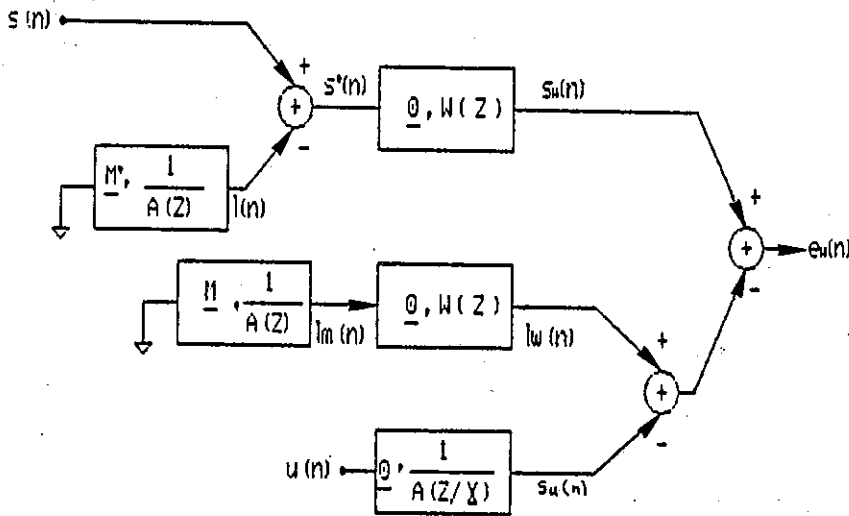 s(n)
+
s'(n)
0, W(Z)
sw(n)
+
-
M', 1
A(Z)
l(n)
+
+
ew(n)
-
M, 1
A(Z)
lm(n)
0, W(Z)
lw(n)
+
+
-
u(n)
0, 1
A(Z/γ)
su(n)